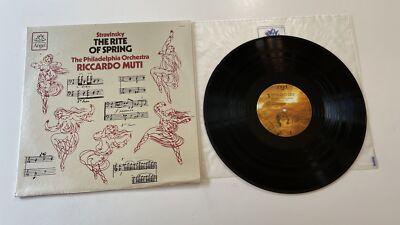 Angel
Stravinsky
THE RITE
OF SPRING
The Philadelphia Orchestra
RICCARDO MUTI